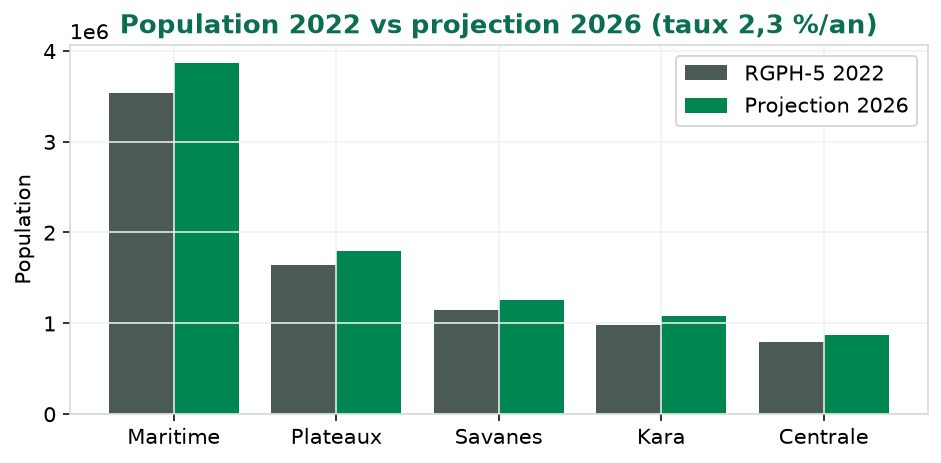 Population 2022 vs projection 2026 (taux 2,3 %/an)
1e6
RGPH-5 2022
Projection 2026
Population
4
3
2
1
0
Maritime Plateaux Savanes Kara Centrale